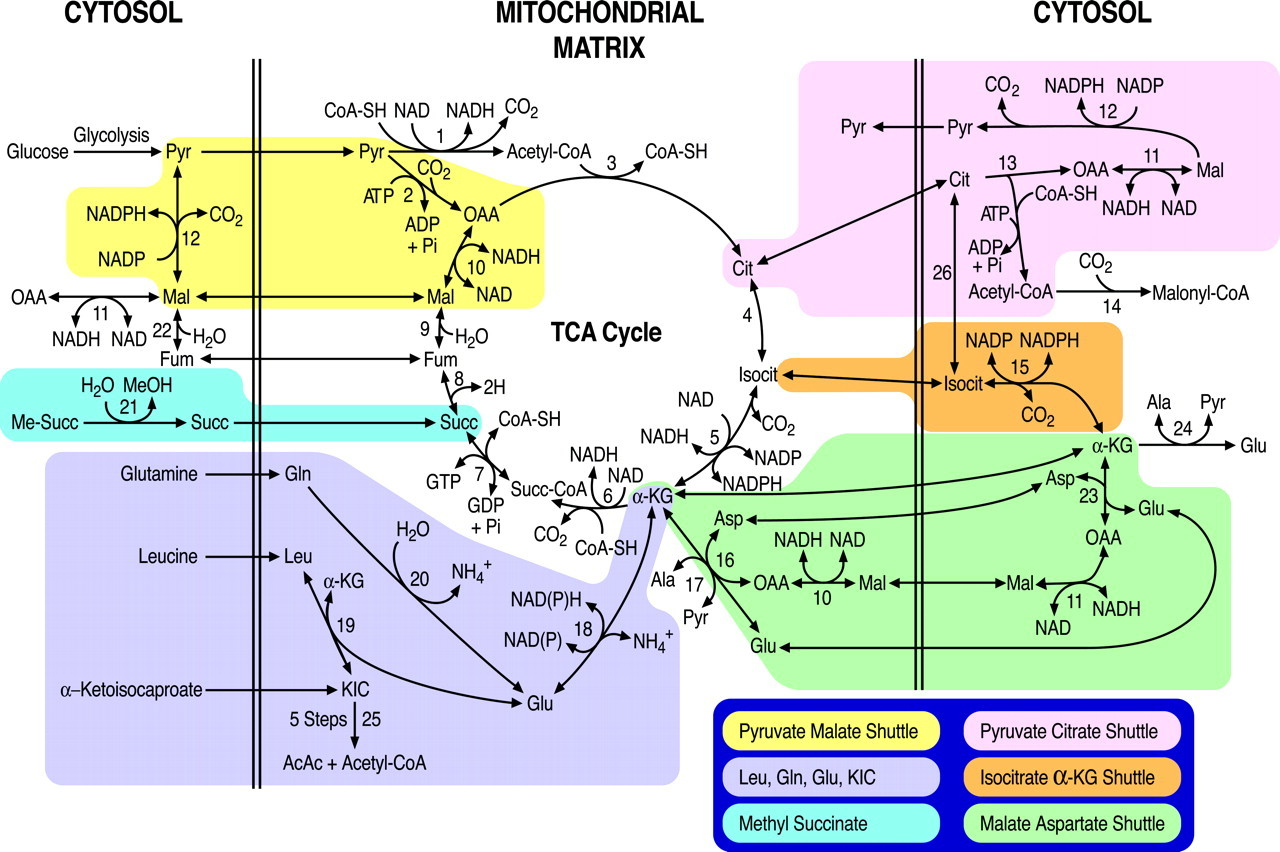 CYTOSOL
MITOCHONDRIAL
MATRIX
CYTOSOL
Glucose
Glycolysis
Pyr
NADPH
CO2
12
NADP
OAA
Mal
11
NADH
NAD
22
H2O
Fum
Pyr
CoA-SH
NAD
NADH
CO2
1
Acetyl-CoA
3
CoA-SH
CO2
ATP
2
ADP
+ Pi
OAA
NADH
10
NAD
Mal
9
H2O
Fum
8
2H
TCA Cycle
Cit
4
Isocit
Pyr
Pyr
CO2
NADPH
NADP
12
Cit
13
OAA
11
Mal
CoA-SH
NADH
NAD
ATP
ADP
+ Pi
26
CO2
Acetyl-CoA
14
Malonyl-CoA
NADP
NADPH
15
Isocit
CO2
H2O
MeOH
21
Me-Succ
Succ
Succ
CoA-SH
GTP
7
GDP
+ Pi
Succ-CoA
NADH
NAD
6
CO2
CoA-SH
α-KG
NAD
CO2
NADH
5
NADP
NADPH
Ala
Pyr
24
α-KG
Glu
Asp
23
Glu
OAA
Asp
NADH
NAD
16
Ala
17
OAA
10
Mal
Mal
11
NADH
NAD
Pyr
Glu
Glutamine
Gln
H2O
Leucine
Leu
α-KG
20
NH4+
19
NAD(P)H
NAD(P)
18
NH4+
α–Ketoisocaproate
KIC
Glu
5 Steps
25
AcAc + Acetyl-CoA
Pyruvate Malate Shuttle
Pyruvate Citrate Shuttle
Leu, Gln, Glu, KIC
Isocitrate α-KG Shuttle
Methyl Succinate
Malate Aspartate Shuttle